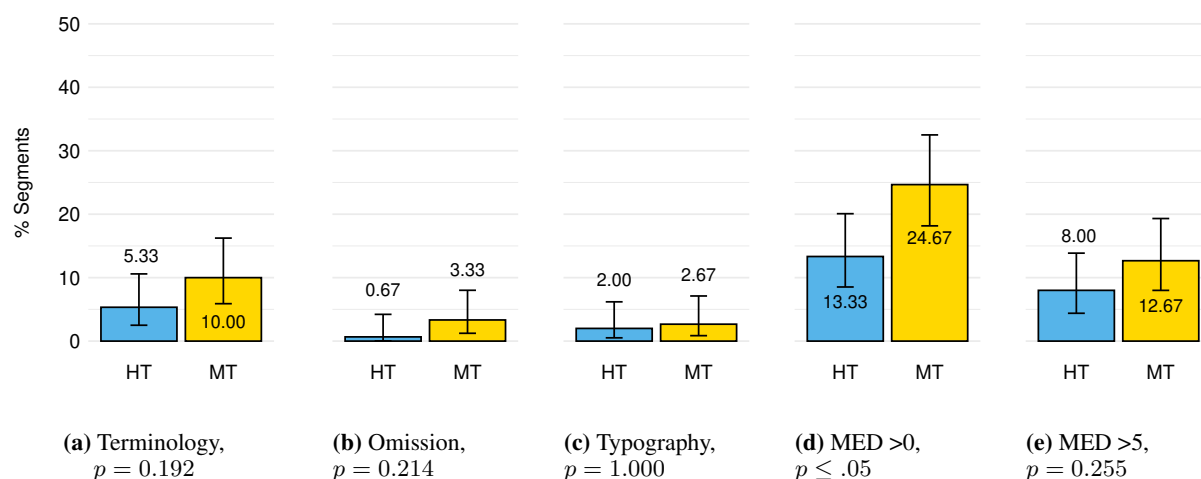 % Segments
50
40
30
20
10
0
5.33
10.00
HT MT
(a) Terminology,
p = 0.192
0.67
3.33
HT MT
(b) Omission,
p = 0.214
2.00
2.67
HT MT
(c) Typography,
p = 1.000
13.33
24.67
HT MT
(d) MED >0,
p ≤ .05
8.00
12.67
HT MT
(e) MED >5,
p = 0.255